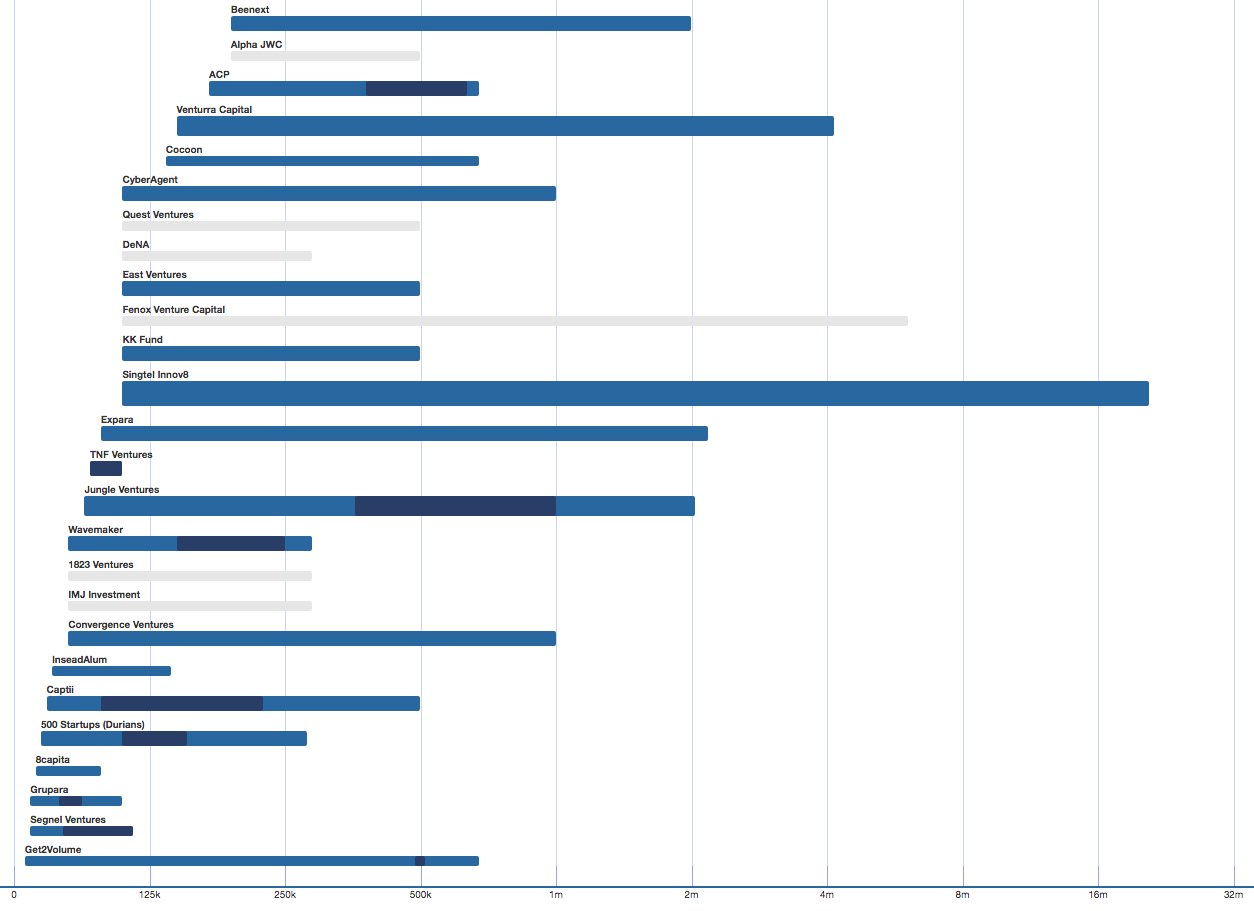 Beenext
Alpha JWC
ACP
Venturra Capital
Cocoon
CyberAgent
Quest Ventures
DeNA
East Ventures
Fenox Venture Capital
KK Fund
Singtel Innov8
Expara
TNF Ventures
Jungle Ventures
Wavemaker
1823 Ventures
IMJ Investment
Convergence Ventures
InseadAlum
Captii
500 Startups (Durians)
8capita
Grupara
Segnel Ventures
Get2Volume
0 125k 250k 500k 1m 2m 4m 8m 16m 32m